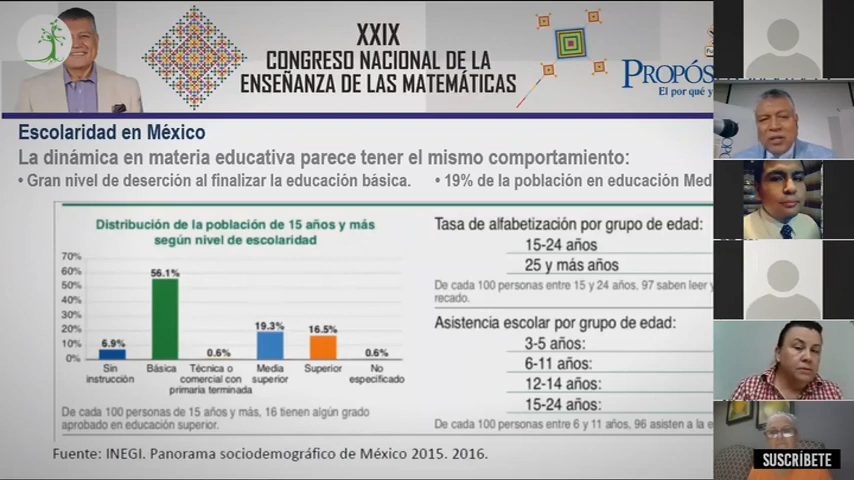 XXIX
CONGRESO NACIONAL DE LA
ENSEÑANZA DE LAS MATEMÁTICAS
PROPÓS
El por qué y
Escolaridad en México
La dinámica en materia educativa parece tener el mismo comportamiento:
• Gran nivel de deserción al finalizar la educación básica. • 19% de la población en educación Med
Distribución de la población de 15 años y más
según nivel de escolaridad
70%
60%
50%
40%
30%
20%
10%
0%
6.9%
56.1%
0.6%
19.3%
16.5%
0.6%
Sin
instrucción
Básica
Técnica o
comercial con
primaria terminada
Media
superior
Superior
No
especificado
De cada 100 personas de 15 años y más, 16 tienen algún grado
aprobado en educación superior.
Tasa de alfabetización por grupo de edad:
15-24 años
25 y más años
De cada 100 personas entre 15 y 24 años, 97 saben leer y
recado.
Asistencia escolar por grupo de edad:
3-5 años:
6-11 años:
12-14 años:
15-24 años:
De cada 100 personas entre 6 y 11 años, 96 asisten a la e
Fuente: INEGI. Panorama sociodemográfico de México 2015. 2016.
SUSCRÍBETE